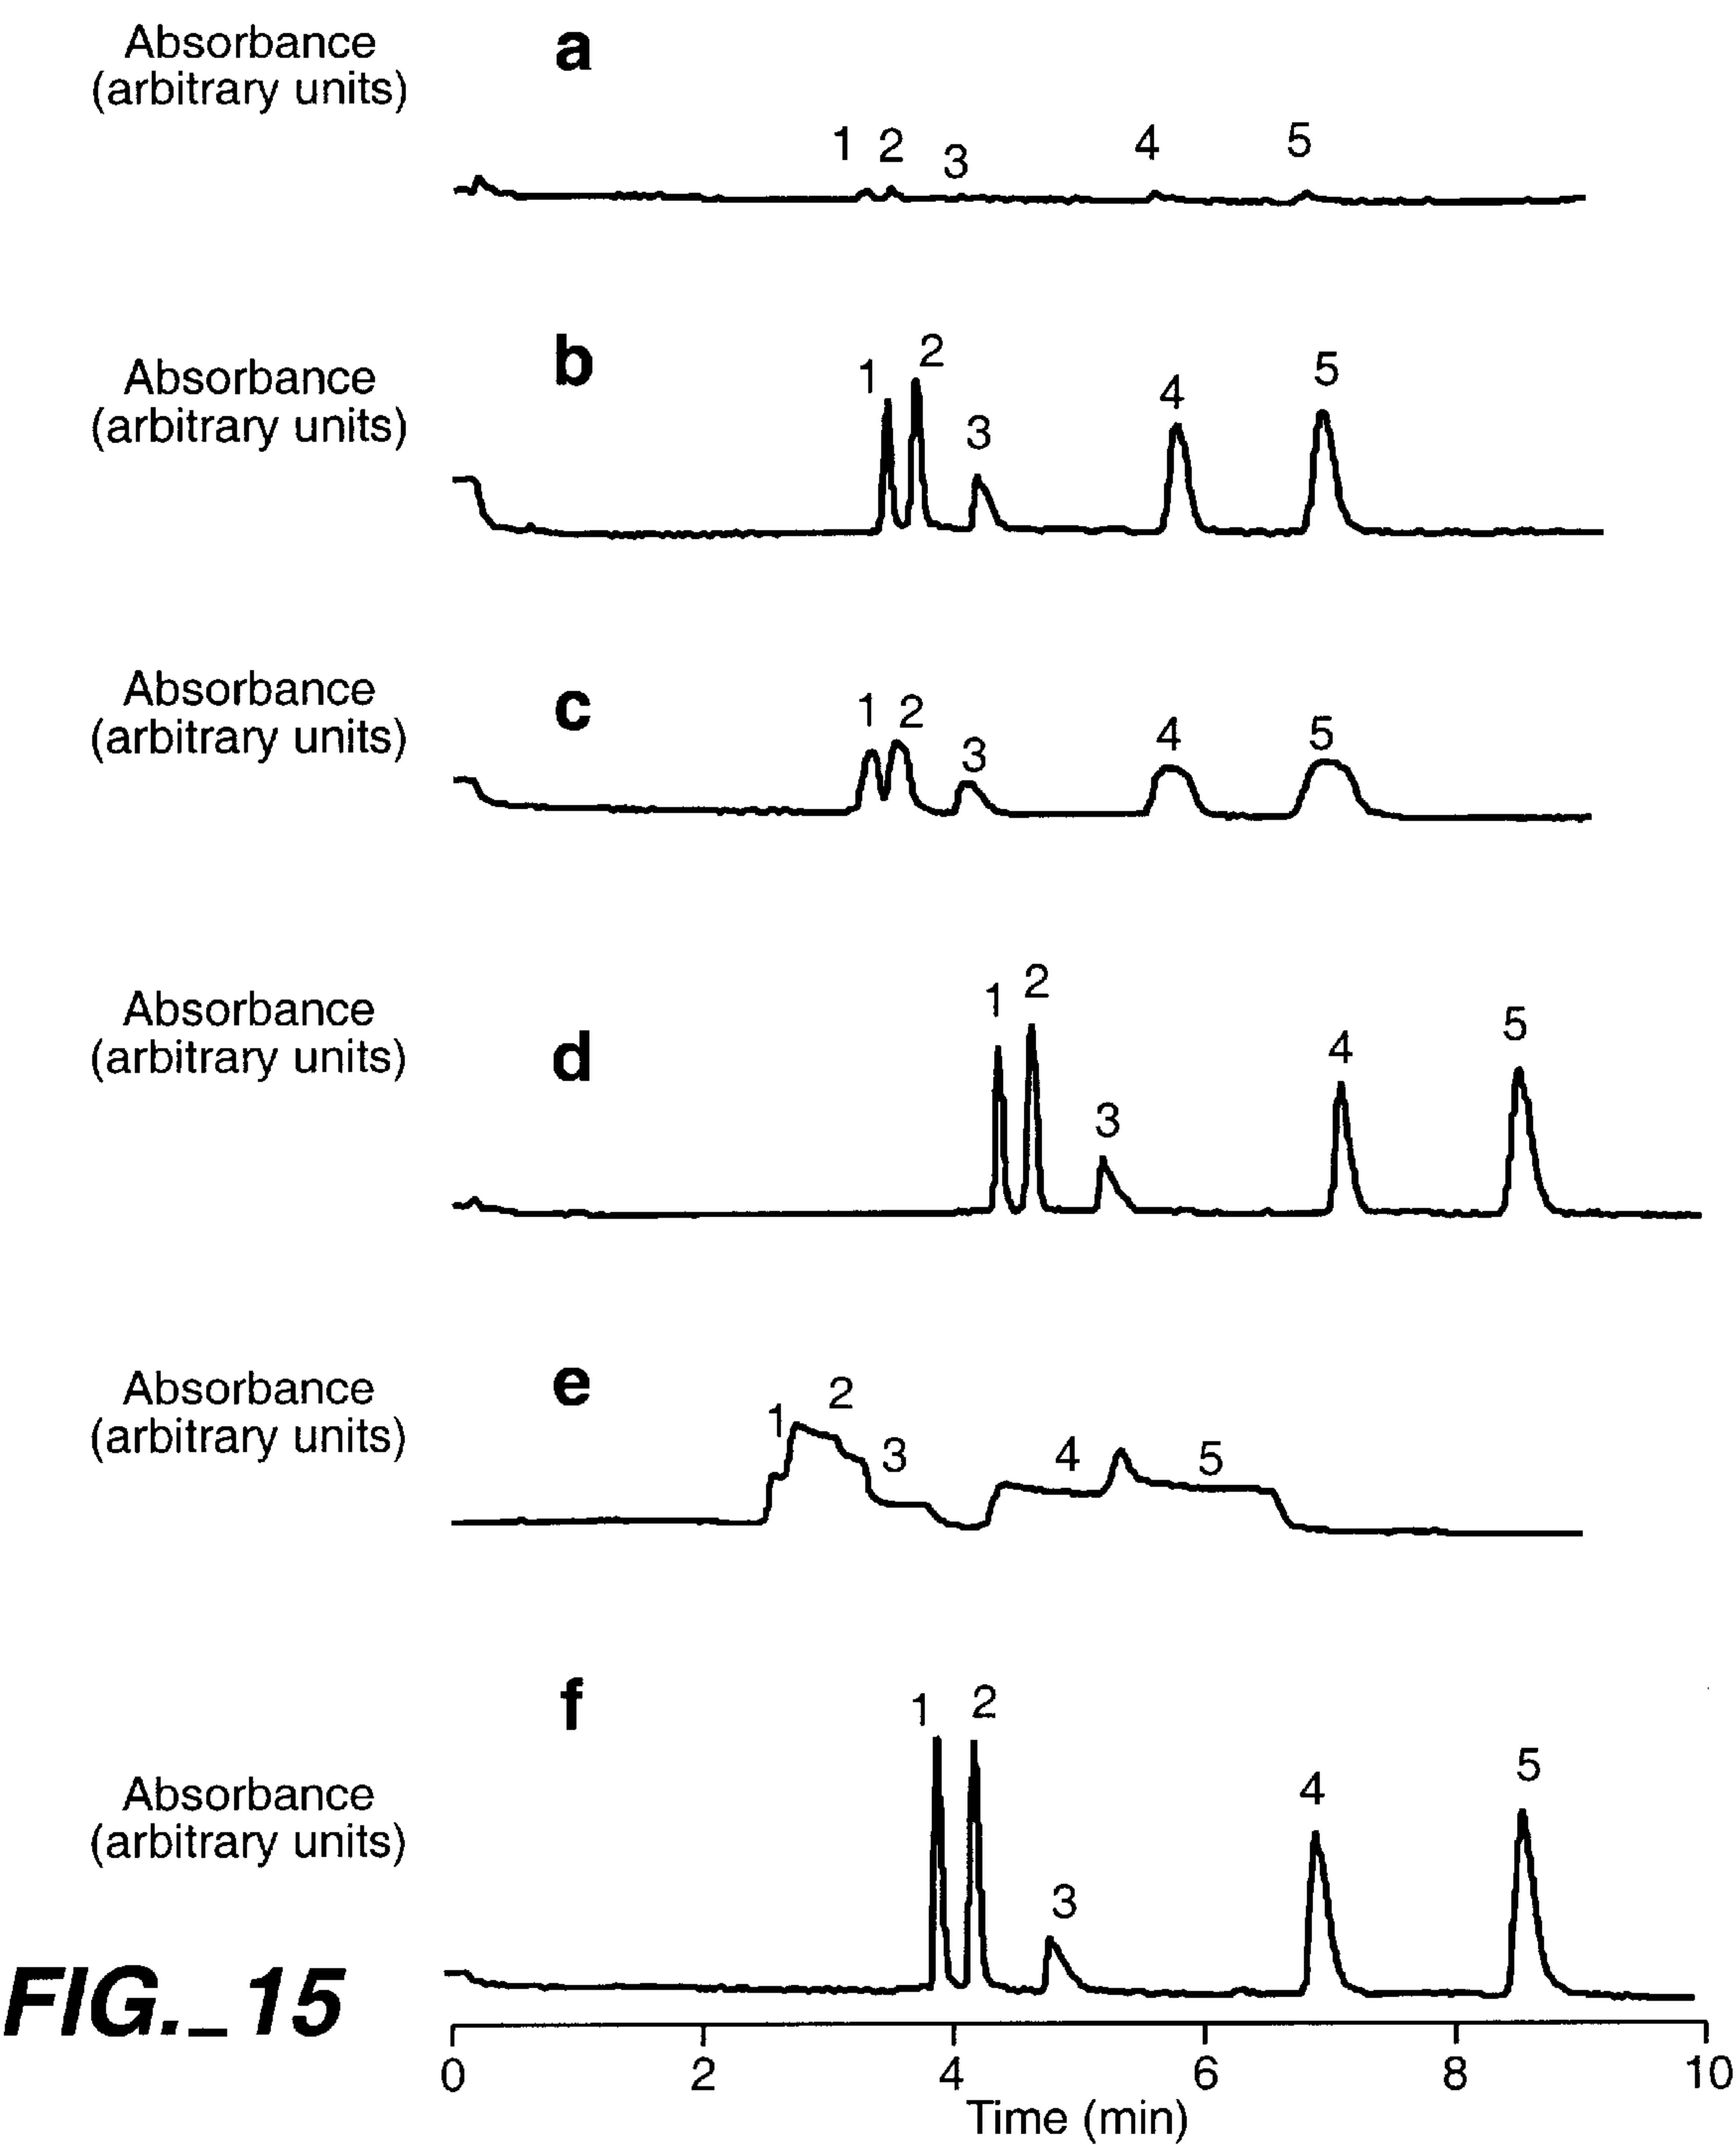 Absorbance
(arbitrary units)
a
1 2 3 4 5
Absorbance
(arbitrary units)
b
1 2 3 4 5
Absorbance
(arbitrary units)
c
1 2 3 4 5
Absorbance
(arbitrary units)
d
1 2 3 4 5
Absorbance
(arbitrary units)
e
1 2 3 4 5
Absorbance
(arbitrary units)
f
1 2 3 4 5
0 2 4 6 8 10
Time (min)
FIG._15